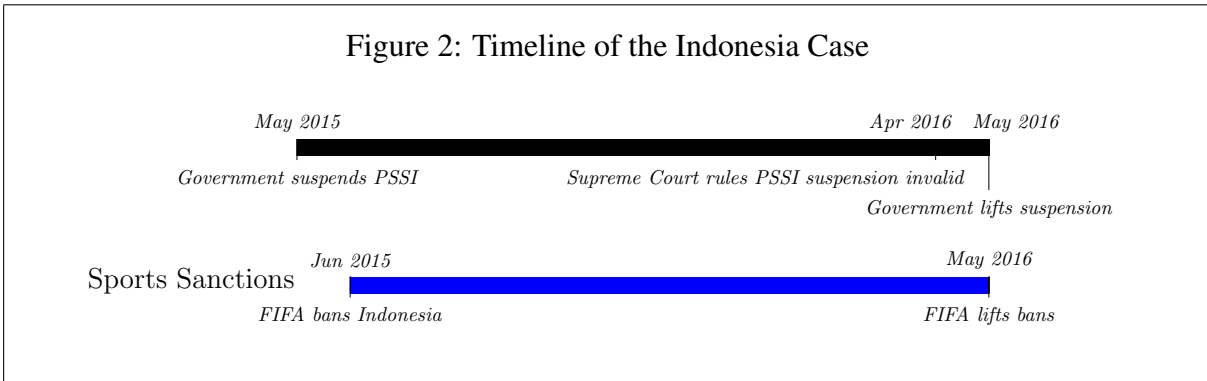 Figure 2: Timeline of the Indonesia Case
May 2015 Apr 2016 May 2016
Government suspends PSSI Supreme Court rules PSSI suspension invalid
Government lifts suspension
Sports Sanctions Jun 2015 May 2016
FIFA bans Indonesia FIFA lifts bans